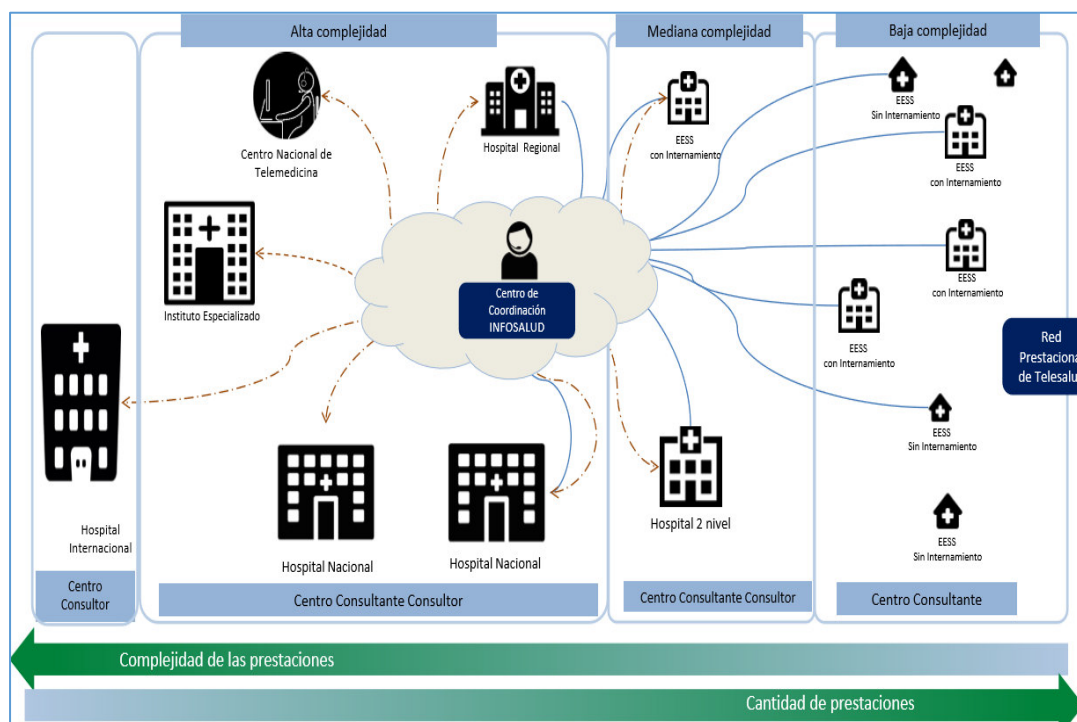 Alta complejidad
Mediana complejidad
Baja complejidad
Centro Nacional de
Telemedicina
Hospital Regional
EESS
con Internamiento
EESS
Sin Internamiento
EESS
con Internamiento
Instituto Especializado
Centro de
Coordinación
INFOSALUD
EESS
con Internamiento
EESS
con Internamiento
Red
Prestaciona
de Telesalu
EESS
Sin Internamiento
Hospital
Internacional
Hospital Nacional
Hospital Nacional
Hospital 2 nivel
EESS
Sin Internamiento
Centro
Consultor
Centro Consultante Consultor
Centro Consultante Consultor
Centro Consultante
Complejidad de las prestaciones
Cantidad de prestaciones